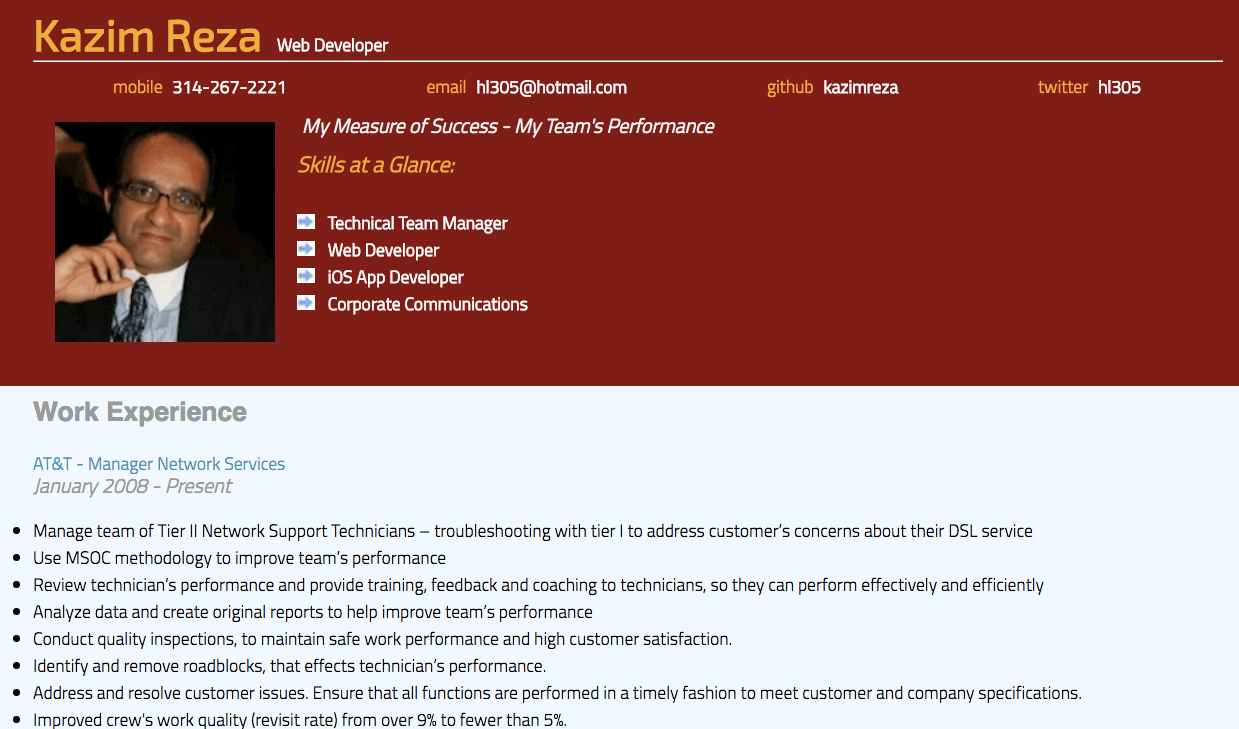 Kazim Reza Web Developer
mobile 314-267-2221 email hl305@hotmail.com github kazimreza twitter hl305
My Measure of Success - My Team's Performance
Skills at a Glance:
Technical Team Manager
Web Developer
iOS App Developer
Corporate Communications
Work Experience
AT&T - Manager Network Services
January 2008 - Present
Manage team of Tier II Network Support Technicians – troubleshooting with tier I to address customer’s concerns about their DSL service
Use MSOC methodology to improve team’s performance
Review technician’s performance and provide training, feedback and coaching to technicians, so they can perform effectively and efficiently
Analyze data and create original reports to help improve team’s performance
Conduct quality inspections, to maintain safe work performance and high customer satisfaction.
Identify and remove roadblocks, that effects technician’s performance.
Address and resolve customer issues. Ensure that all functions are performed in a timely fashion to meet customer and company specifications.
Improved crew's work quality (revisit rate) from over 9% to fewer than 5%.